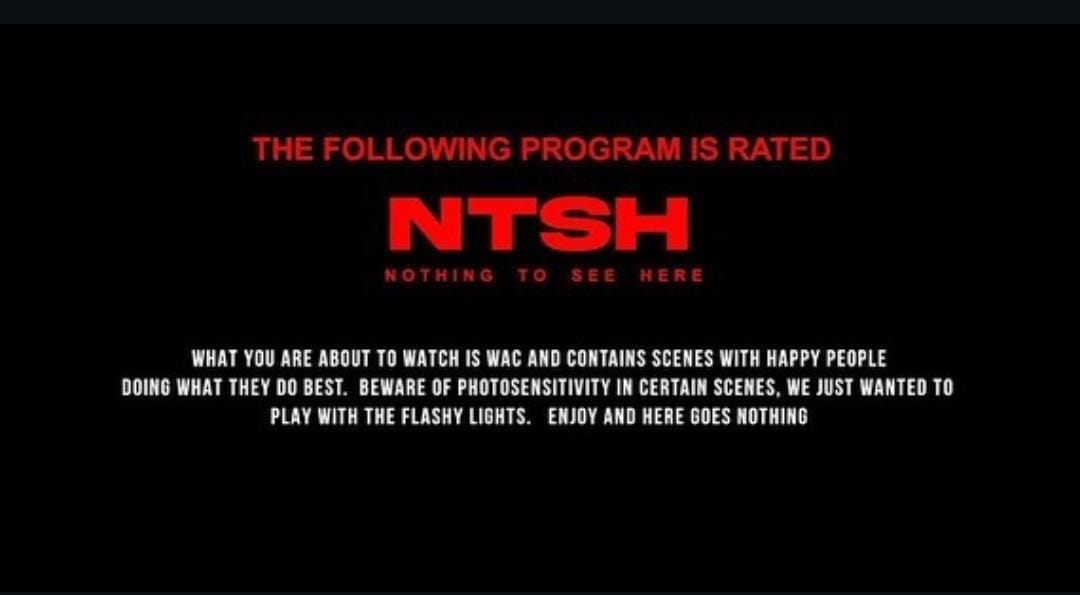 THE FOLLOWING PROGRAM IS RATED
NTSH
NOTHING TO SEE HERE
WHAT YOU ARE ABOUT TO WATCH IS WAC AND CONTAINS SCENES WITH HAPPY PEOPLE
DOING WHAT THEY DO BEST. BEWARE OF PHOTOSENSITIVITY IN CERTAIN SCENES, WE JUST WANTED TO
PLAY WITH THE FLASHY LIGHTS. ENJOY AND HERE GOES NOTHING